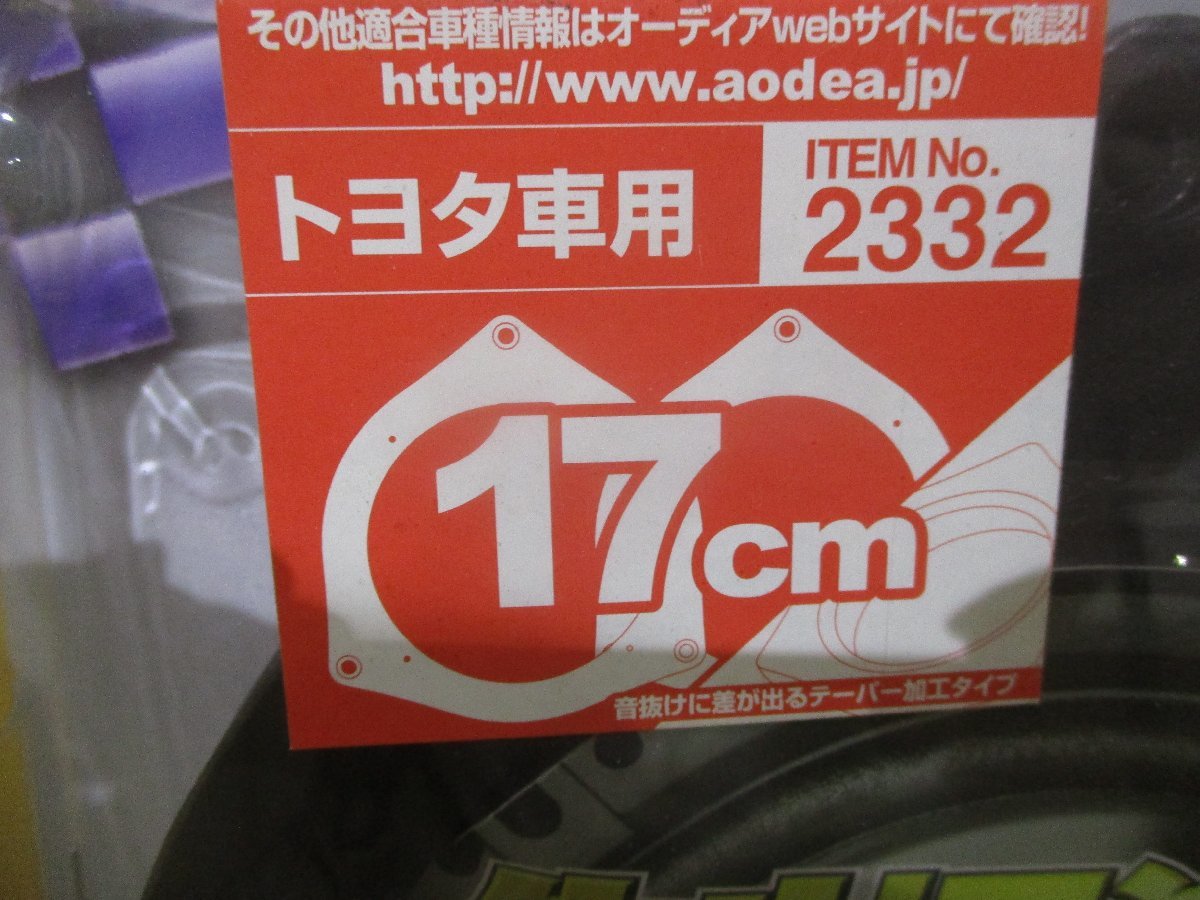 その他適合車種情報はオーディアwebサイトにて確認!
http://www.aodea.jp/
トヨタ車用
ITEM No.
2332
17cm
音抜けに差が出るテーパー加工タイプ